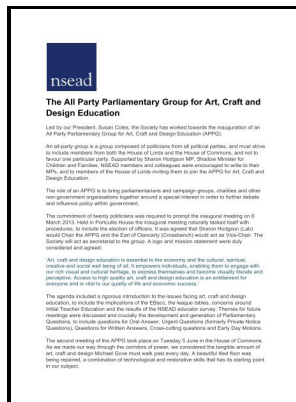 nsead
The All Party Parliamentary Group for Art, Craft and
Design Education
Led by our President, Susan Coles, the Society has worked towards the inauguration of an
All Party Parliamentary Group for Art, Craft and Design Education (APPG).
An all-party group is a group composed of politicians from all political parties, and must strive
to include members from both the House of Lords and the House of Commons, and not to
favour one particular party. Supported by Sharon Hodgson MP, Shadow Minister for
Children and Families, NSEAD members and colleagues were encouraged to write to their
MPs, and to members of the House of Lords inviting them to join the APPG for Art, Craft and
Design Education.
The role of an APPG is to bring parliamentarians and campaign groups, charities and other
non-government organisations together around a special interest in order to further debate
and influence policy within government.
The commitment of twenty politicians was required to prompt the inaugural meeting on 6
March 2013. Held in Portcullis House the inaugural meeting naturally tasked itself with
procedures, to include the election of officers. It was agreed that Sharon Hodgson (Lab)
would Chair the APPG and the Earl of Clancarty (Crossbench) would act as Vice-Chair. The
Society will act as secretariat to the group. A logo and mission statement were duly
considered and agreed:
'Art, craft and design education is essential to the economy and the cultural, spiritual,
creative and social well being of all. It empowers individuals, enabling them to engage with
our rich visual and cultural heritage, to express themselves and become visually literate and
perceptive. Access to high quality art, craft and design education is an entitlement for
everyone and is vital to our quality of life and economic success.'
The agenda included a rigorous introduction to the issues facing art, craft and design
education, to include the implications of the EBacc, the league tables, concerns around
Initial Teacher Education and the results of the NSEAD educator survey. Themes for future
meetings were discussed and crucially the development and generation of Parliamentary
Questions, to include questions for Oral Answer, Urgent Questions (formerly Private Notice
Questions), Questions for Written Answers, Cross-cutting questions and Early Day Motions.
The second meeting of the APPG took place on Tuesday 5 June in the House of Commons.
As we made our way through the corridors of power, we considered the tangible amount of
art, craft and design Michael Gove must walk past every day. A beautiful tiled floor was
being repaired, a combination of technological and restorative skills that has its starting point
in our subject.